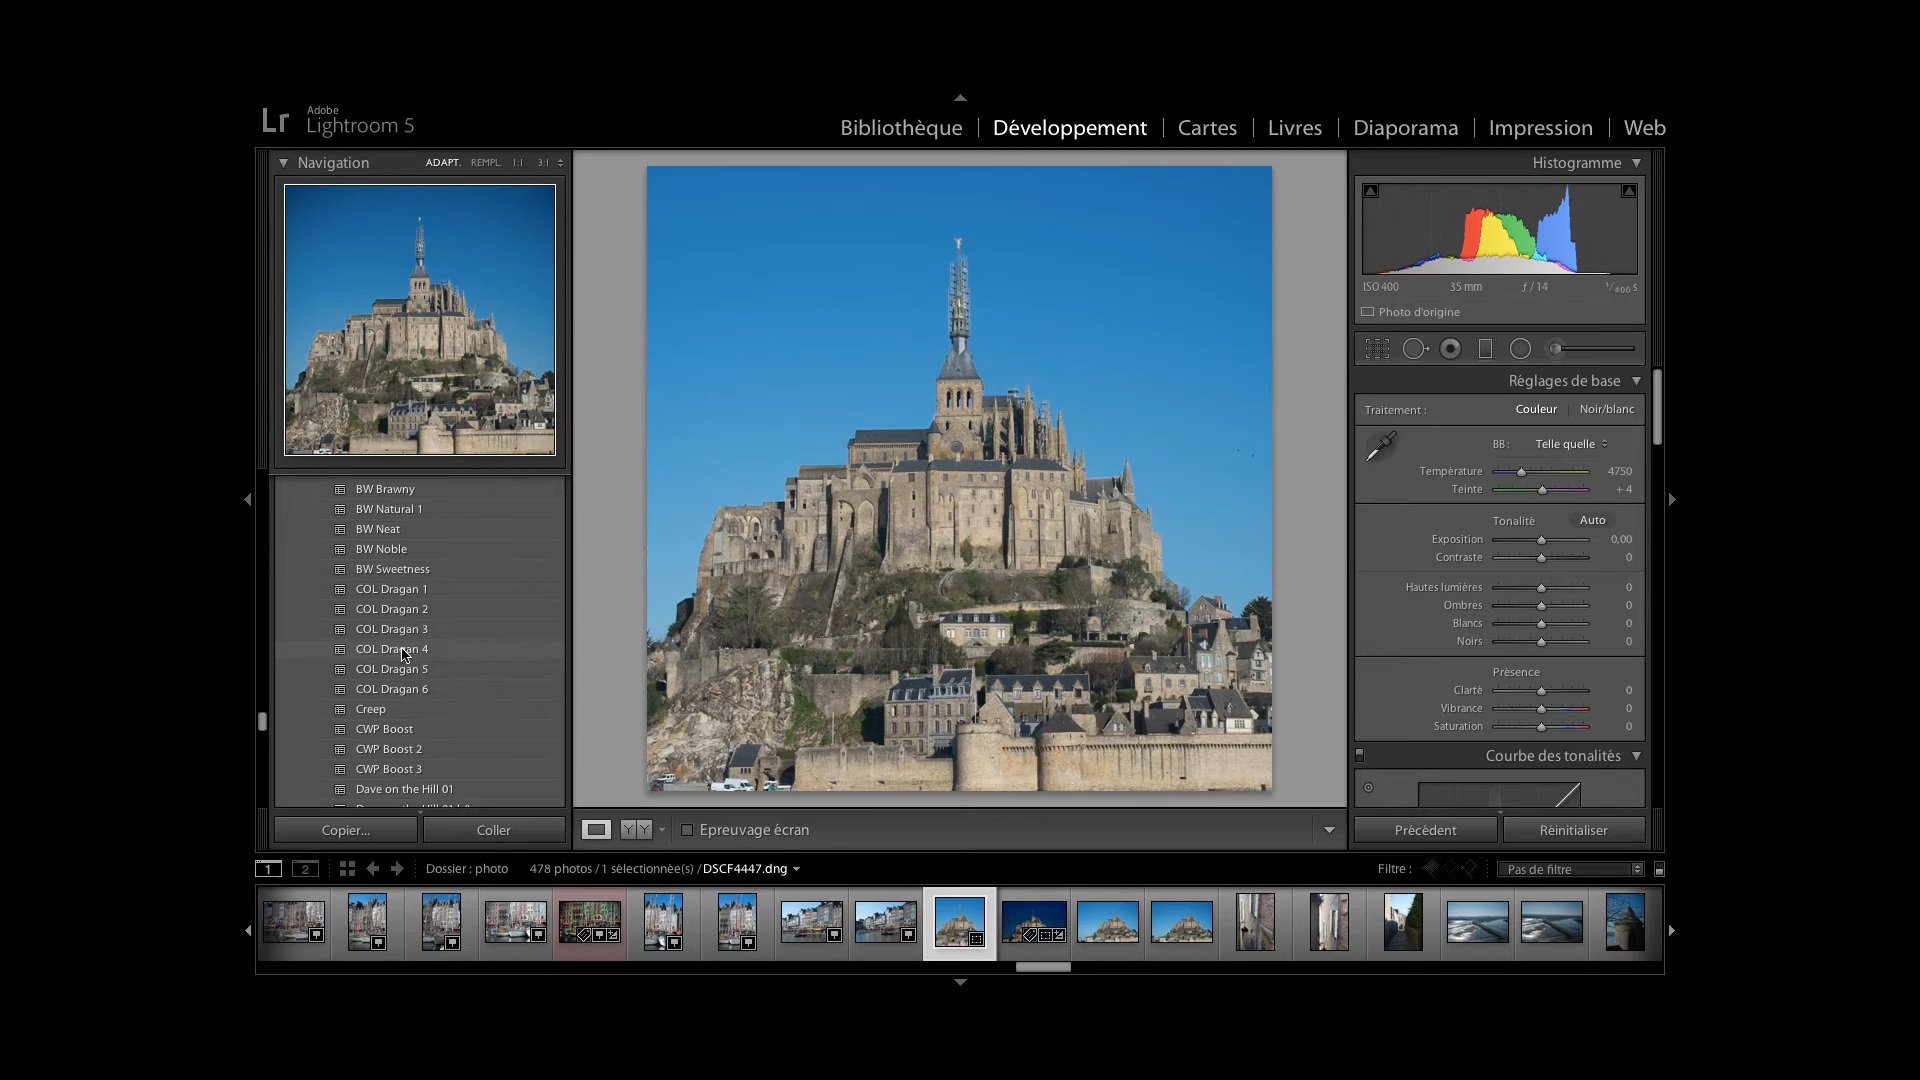 Lr
Adobe
Lightroom 5
Bibliothèque
Développement
Cartes
Livres
Diaporama
Impression
Web
Navigation
ADAPT. REMPL. 1:1 3:1
BW Brawny
BW Natural 1
BW Neat
BW Noble
BW Sweetness
COL Dragan 1
COL Dragan 2
COL Dragan 3
COL Dragan 4
COL Dragan 5
COL Dragan 6
Creep
CWP Boost
CWP Boost 2
CWP Boost 3
Dave on the Hill 01
Copier...
Coller
YY
Epreuvage écran
Histogramme
ISO 400 35 mm ƒ / 14 1/400 s
Photo d'origine
Réglages de base
Traitement : Couleur Noir/blanc
BB : Telle quelle
Température 4750
Teinte + 4
Tonalité Auto
Exposition 0,00
Contraste 0
Hautes lumières 0
Ombres 0
Blancs 0
Noirs 0
Présence
Clarté 0
Vibrance 0
Saturation 0
Courbe des tonalités
Précédent
Réinitialiser
1 2
Dossier : photo
478 photos / 1 sélectionnée(s) / DSCF4447.dng
Filtre :
Pas de filtre